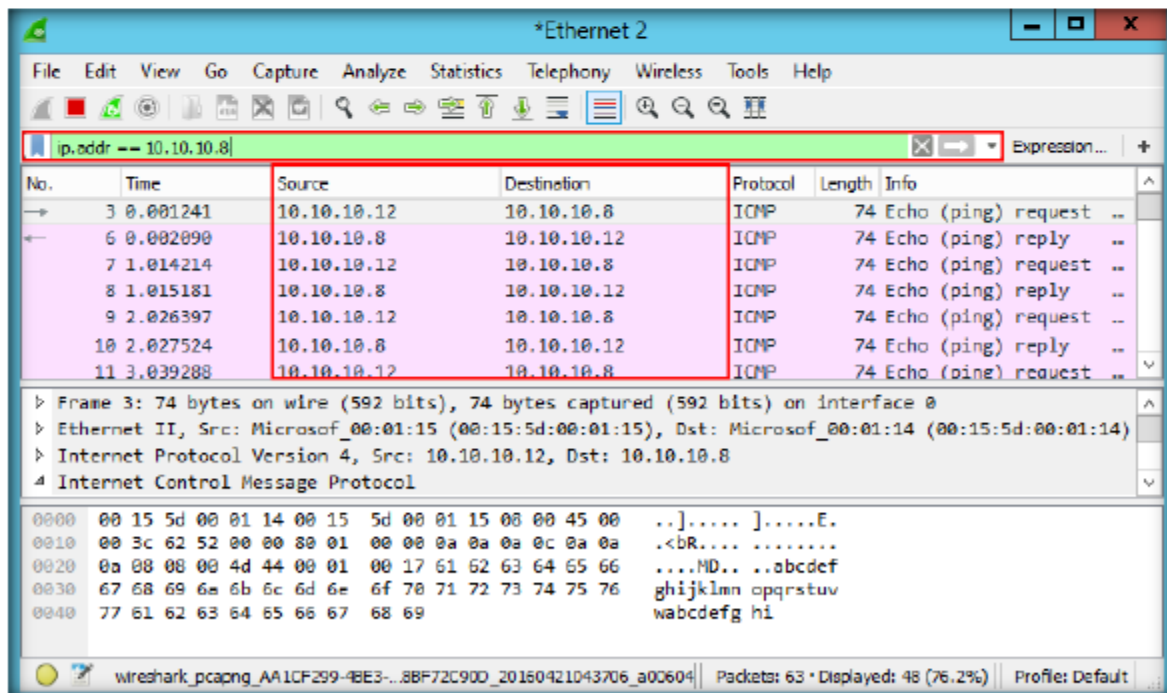 *Ethernet 2
File Edit View Go Capture Analyze Statistics Telephony Wireless Tools Help
ip.addr == 10.10.10.8 Expression... +
No. Time Source Destination Protocol Length Info
3 0.001241 10.10.10.12 10.10.10.8 ICMP 74 Echo (ping) request …
6 0.002090 10.10.10.8 10.10.10.12 ICMP 74 Echo (ping) reply …
7 1.014214 10.10.10.12 10.10.10.8 ICMP 74 Echo (ping) request …
8 1.015181 10.10.10.8 10.10.10.12 ICMP 74 Echo (ping) reply …
9 2.026397 10.10.10.12 10.10.10.8 ICMP 74 Echo (ping) request …
10 2.027524 10.10.10.8 10.10.10.12 ICMP 74 Echo (ping) reply …
11 3.039288 10.10.10.12 10.10.10.8 ICMP 74 Echo (ping) request …
Frame 3: 74 bytes on wire (592 bits), 74 bytes captured (592 bits) on interface 0
Ethernet II, Src: Microsof_00:01:15 (00:15:5d:00:01:15), Dst: Microsof_00:01:14 (00:15:5d:00:01:14)
Internet Protocol Version 4, Src: 10.10.10.12, Dst: 10.10.10.8
Internet Control Message Protocol
0000 00 15 5d 00 01 14 00 15 5d 00 01 15 08 00 45 00 ..]..... ].....E.
0010 00 3c 62 52 00 00 80 01 00 00 0a 0a 0a 0c 0a 0a .<bR.... ........
0020 0a 08 08 00 4d 44 00 01 00 17 61 62 63 64 65 66 ....MD.. ..abcdef
0030 67 68 69 6a 6b 6c 6d 6e 6f 70 71 72 73 74 75 76 ghijklmn opqrstuv
0040 77 61 62 63 64 65 66 67 68 69 wabcdefg hi
wireshark_pcapng_AA1CF299-4BE3-...8BF72C90D_20160421043706_a00604 Packets: 63 · Displayed: 48 (76.2%) Profile: Default